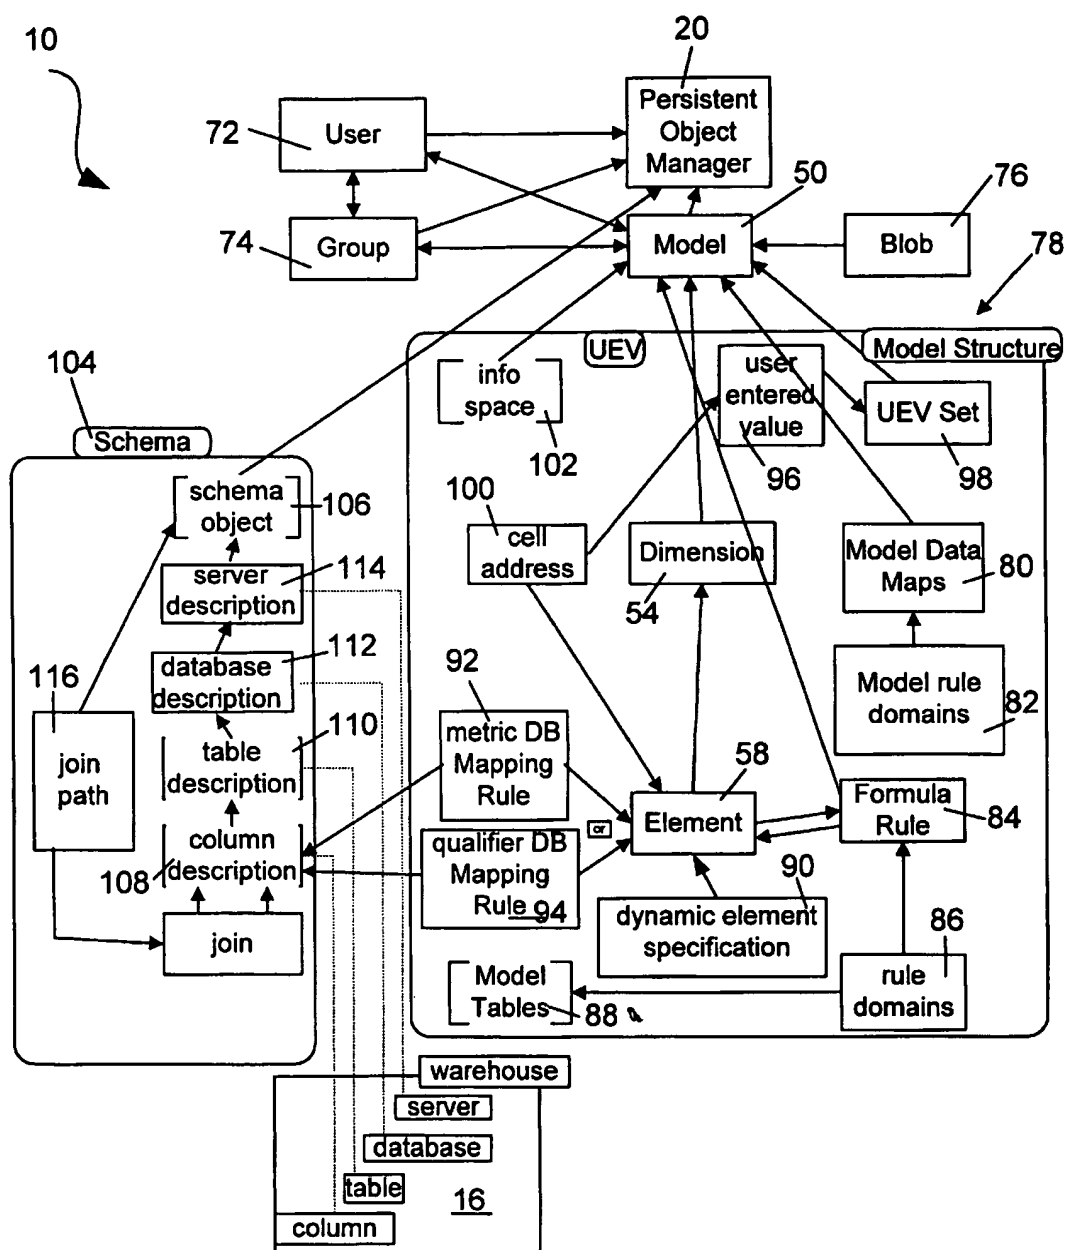 10
20
72
User
Persistent
Object
Manager
50
76
74
Group
Model
Blob
78
UEV
Model Structure
104
Schema
info
space
102
user
entered
value
96
UEV Set
98
schema
object
106
100
cell
address
Dimension
54
Model Data
Maps
80
server
description
114
112
database
description
116
join
path
92
metric DB
Mapping
Rule
Model rule
domains
82
110
table
description
58
Element
or
Formula
Rule
84
column
description
108
qualifier DB
Mapping
Rule
94
90
dynamic element
specification
join
86
rule
domains
Model
Tables
88
warehouse
server
database
table
16
column